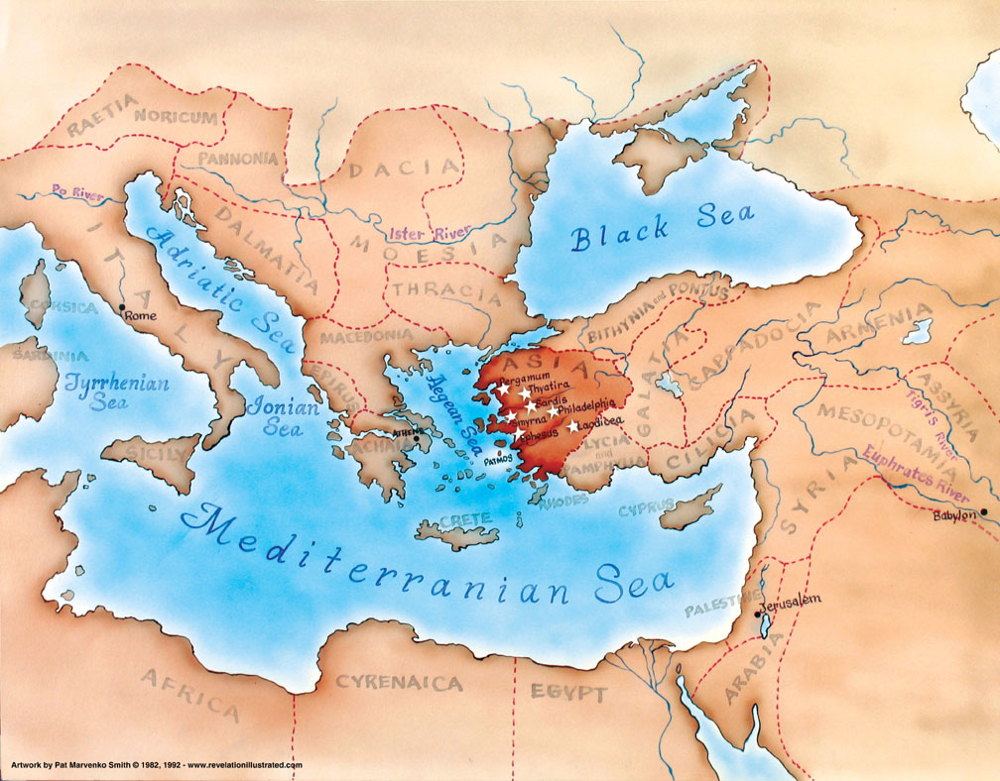 RAETIA
NORICUM
PANNONIA
DACIA
Po River
ITALY
DALMATIA
Ister River
MOESIA
Black Sea
Adriatic Sea
THRACIA
BITHYNIA and PONTUS
CORSICA
Rome
MACEDONIA
ARMENIA
CAPPADOCIA
GALATIA
SARDINIA
Tyrrhenian
Sea
EPIRUS
Aegean Sea
ASIA
Pergamum
Thyatira
Sardis
Philadelphia
Smyrna
Laodicea
Ephesus
ASSYRIA
Tigris River
MESOPOTAMIA
Ionian
Sea
ATHENS
ACHAIA
PATMOS
LYCIA
and
PAMPHYLIA
CILICIA
SICILY
Euphrates River
SYRIA
Babylon
RHODES
CYPRUS
CRETE
Mediterranian Sea
PALESTINE
Jerusalem
ARABIA
AFRICA
CYRENAICA
EGYPT
Artwork by Pat Marvenko Smith © 1982, 1992 - www.revelationillustrated.com